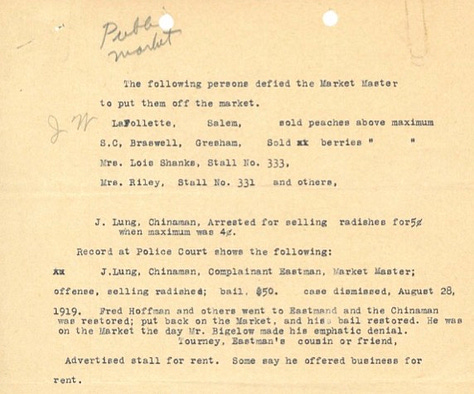 Public
market
The following persons defied the Market Master
to put them off the market.
J W LaFollette, Salem, sold peaches above maximum
S.C, Braswell, Gresham, Sold xx berries " "
Mrs. Lois Shanks, Stall No. 333,
Mrs. Riley, Stall No. 331 and others,
J. Lung, Chinaman, Arrested for selling radishes for5¢
when maximum was 4¢.
Record at Police Court shows the following:
xx J.Lung, Chinaman, Complainant Eastman, Market Master;
offense, selling radished; bail, $50. case dismissed, August 28,
1919. Fred Hoffman and others went to Eastmand and the Chinaman
was restored; put back on the Market, and his bail restored. He was
on the Market the day Mr. Bigelow made his emphatic denial.
Tourney, Eastman's cousin or friend,
Advertised stall for rent. Some say he offered business for
rent.